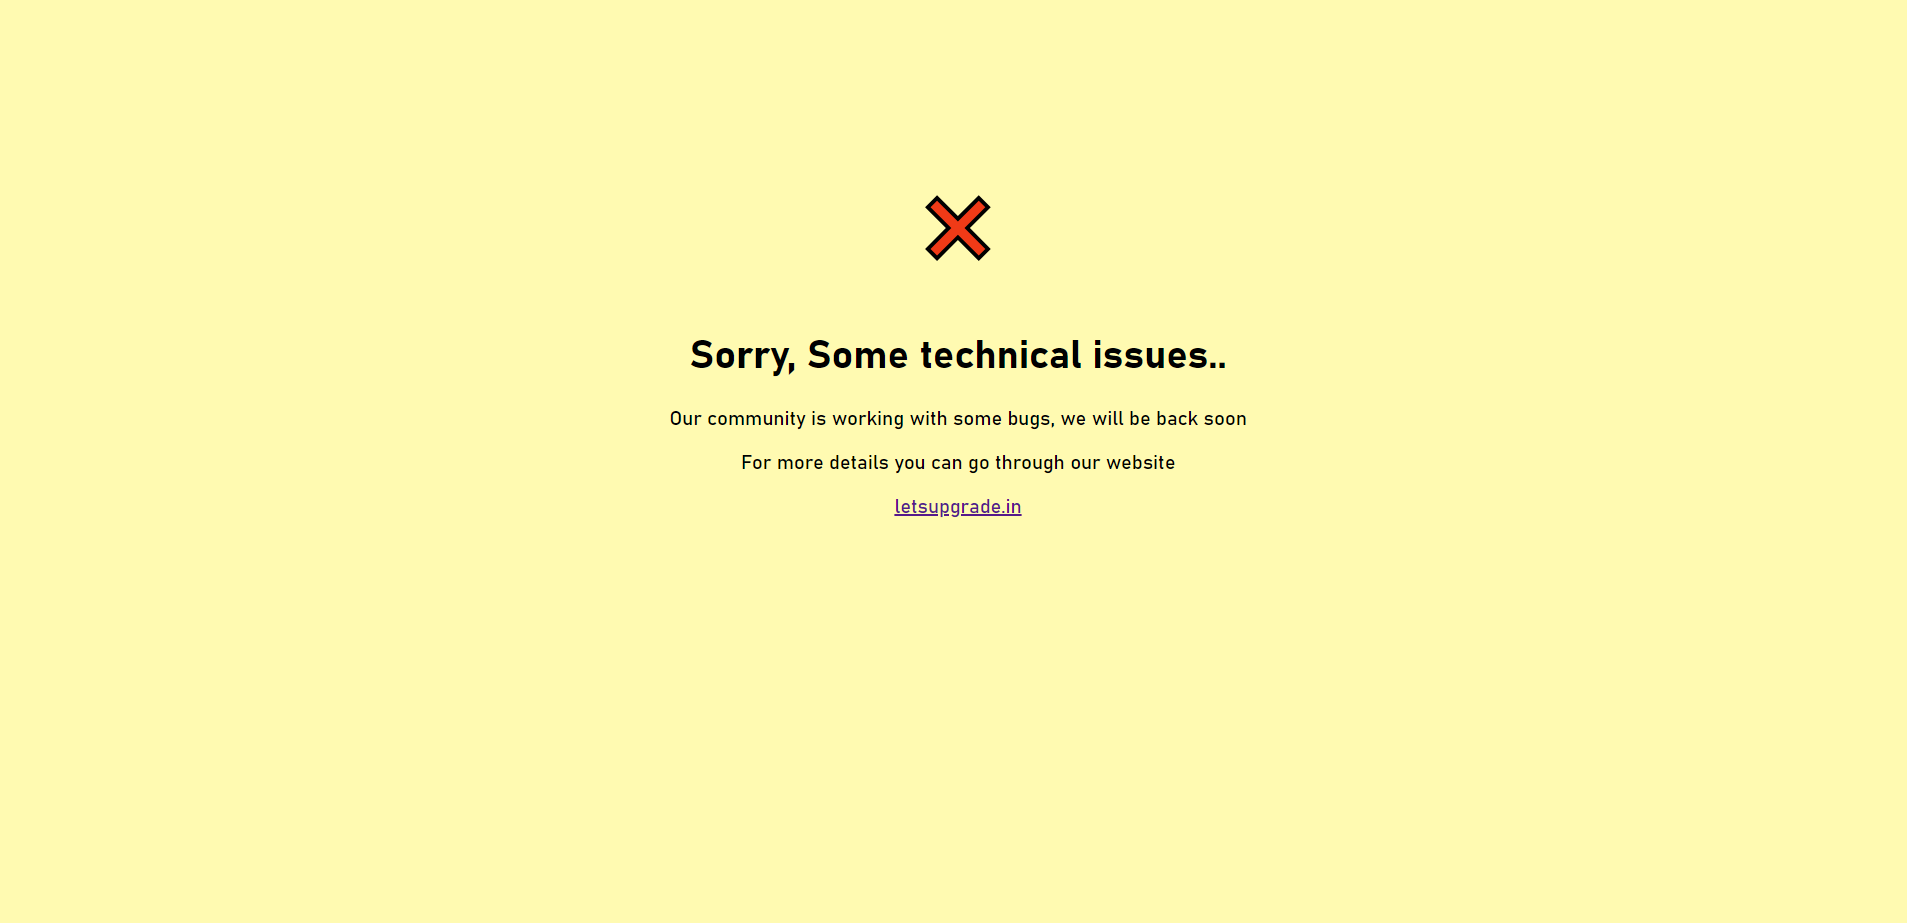 Sorry, Some technical issues..
Our community is working with some bugs, we will be back soon
For more details you can go through our website
letsupgrade.in